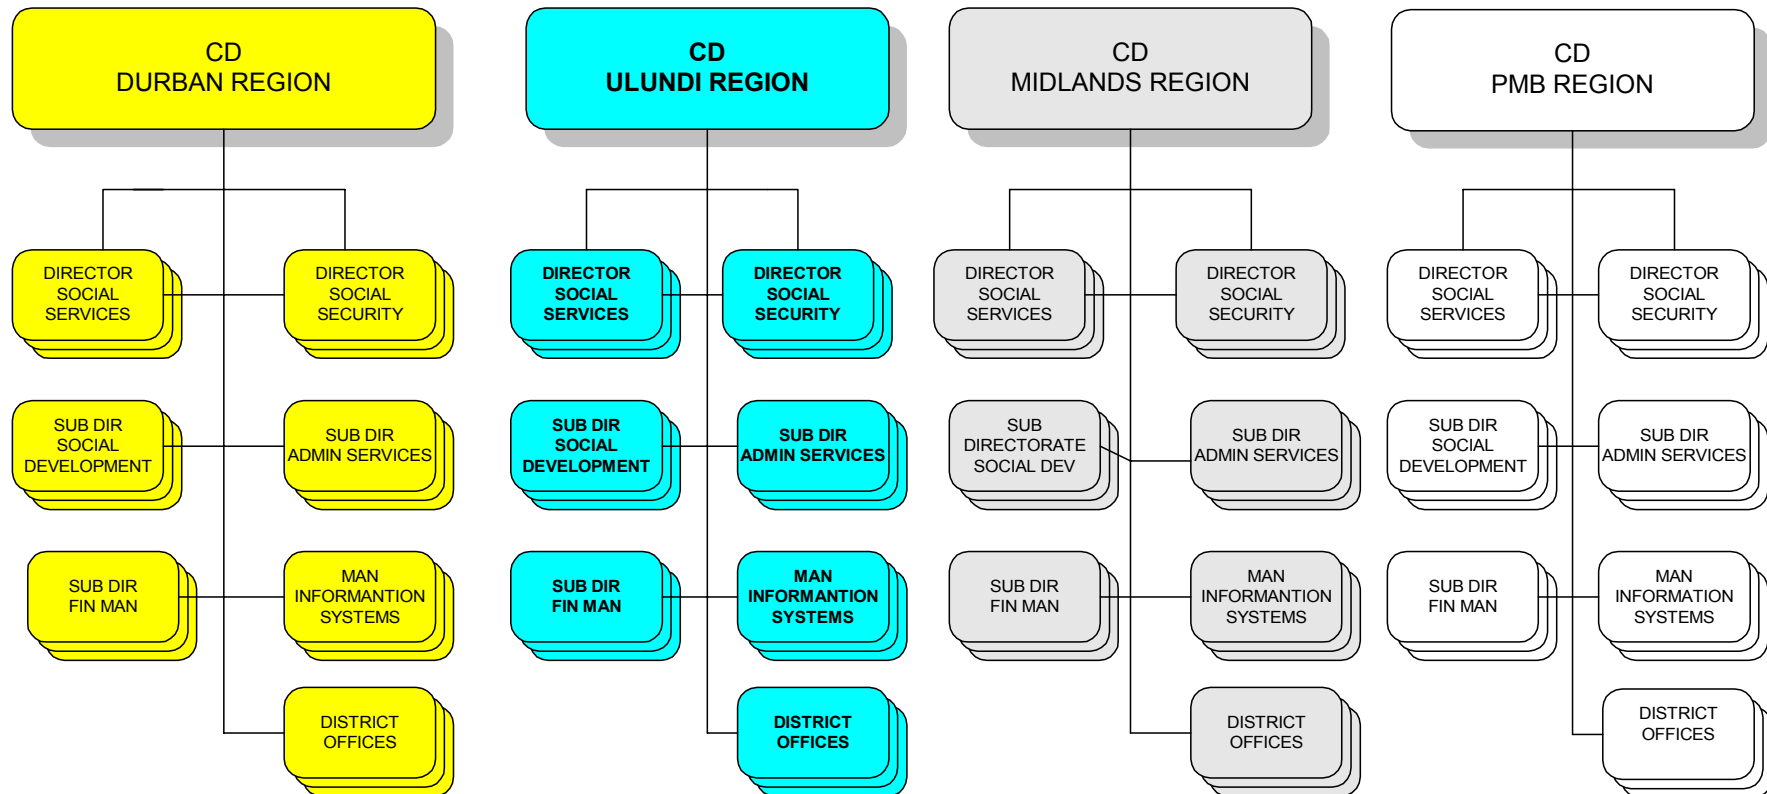 CD
DURBAN REGION
CD
ULUNDI REGION
CD
MIDLANDS REGION
CD
PMB REGION
DIRECTOR
SOCIAL
SERVICES
DIRECTOR
SOCIAL
SECURITY
DIRECTOR
SOCIAL
SERVICES
DIRECTOR
SOCIAL
SECURITY
DIRECTOR
SOCIAL
SERVICES
DIRECTOR
SOCIAL
SECURITY
DIRECTOR
SOCIAL
SERVICES
DIRECTOR
SOCIAL
SECURITY
SUB DIR
SOCIAL
DEVELOPMENT
SUB DIR
ADMIN SERVICES
SUB DIR
SOCIAL
DEVELOPMENT
SUB DIR
ADMIN SERVICES
SUB
DIRECTORATE
SOCIAL DEV
SUB DIR
ADMIN SERVICES
SUB DIR
SOCIAL
DEVELOPMENT
SUB DIR
ADMIN SERVICES
SUB DIR
FIN MAN
MAN
INFORMANTION
SYSTEMS
SUB DIR
FIN MAN
MAN
INFORMANTION
SYSTEMS
SUB DIR
FIN MAN
MAN
INFORMANTION
SYSTEMS
SUB DIR
FIN MAN
MAN
INFORMATION
SYSTEMS
DISTRICT
OFFICES
DISTRICT
OFFICES
DISTRICT
OFFICES
DISTRICT
OFFICES